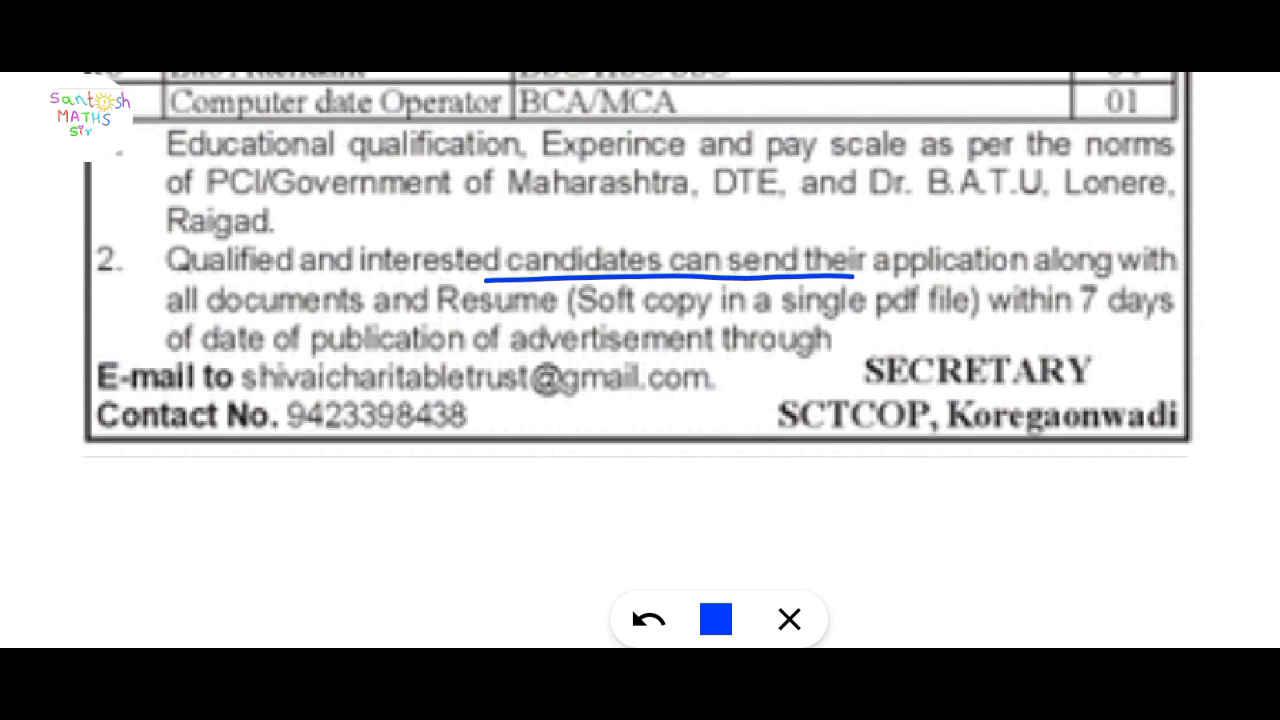 Santosh
MATHS
Sir
Computer date Operator BCA/MCA 01
Educational qualification, Experince and pay scale as per the norms
of PCI/Government of Maharashtra, DTE, and Dr. B.A.T.U, Lonere,
Raigad.
2. Qualified and interested candidates can send their application along with
all documents and Resume (Soft copy in a single pdf file) within 7 days
of date of publication of advertisement through
E-mail to shivaicharitabletrust@gmail.com.
SECRETARY
Contact No. 9423398438
SCTCOP, Koregaonwadi